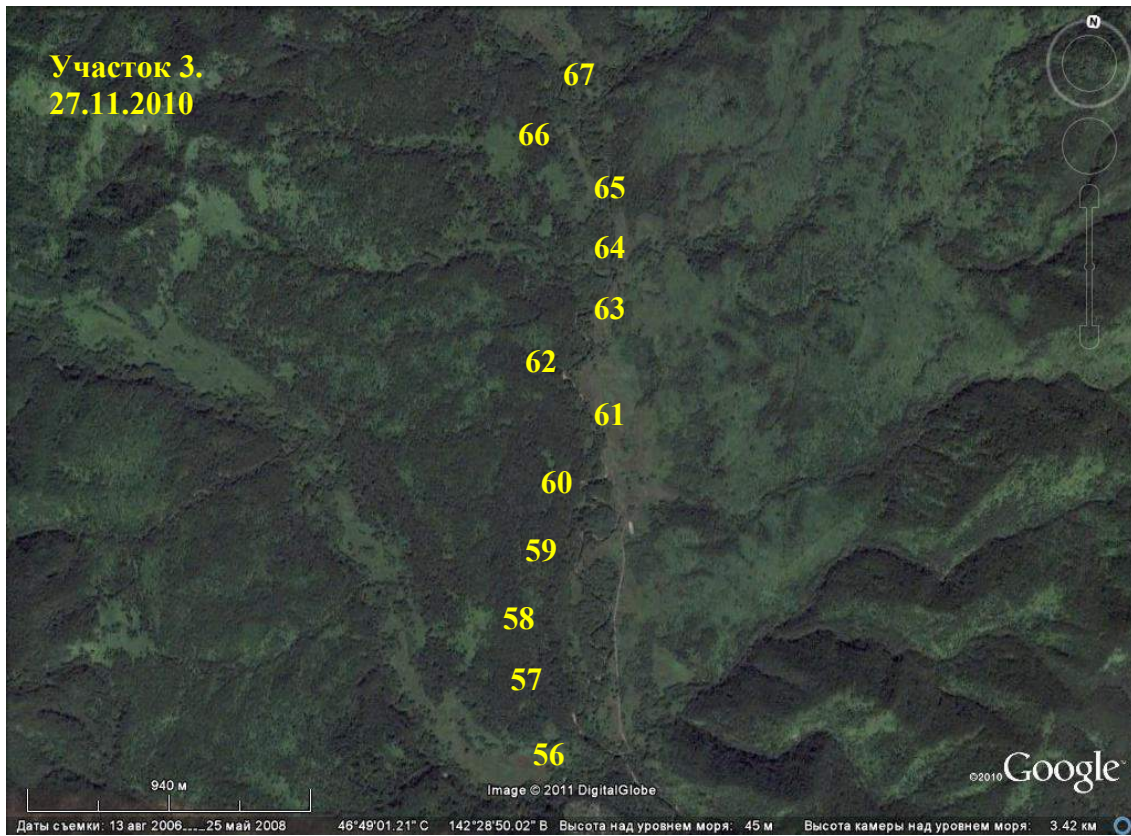 Участок 3.
27.11.2010
N
67
66
65
64
63
62
61
60
59
58
57
56
©2010 Google™
940 м
Image © 2011 DigitalGlobe
Даты съемки: 13 авг 2006....25 май 2008 46°49'01.21" С 142°28'50.02" В Высота над уровнем моря: 45 м Высота камеры над уровнем моря: 3.42 км